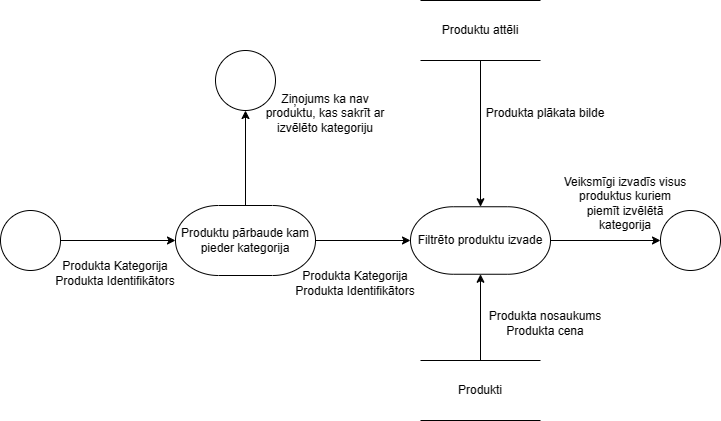 Produktu attēli
Ziņojums ka nav
produktu, kas sakrīt ar
izvēlēto kategoriju
Produkta plākata bilde
Veiksmīgi izvadīs visus
produktus kuriem
piemīt izvēlētā
kategorija
Produktu pārbaude kam
pieder kategorija
Filtrēto produktu izvade
Produkta Kategorija
Produkta Identifikātors
Produkta Kategorija
Produkta Identifikātors
Produkta nosaukums
Produkta cena
Produkti